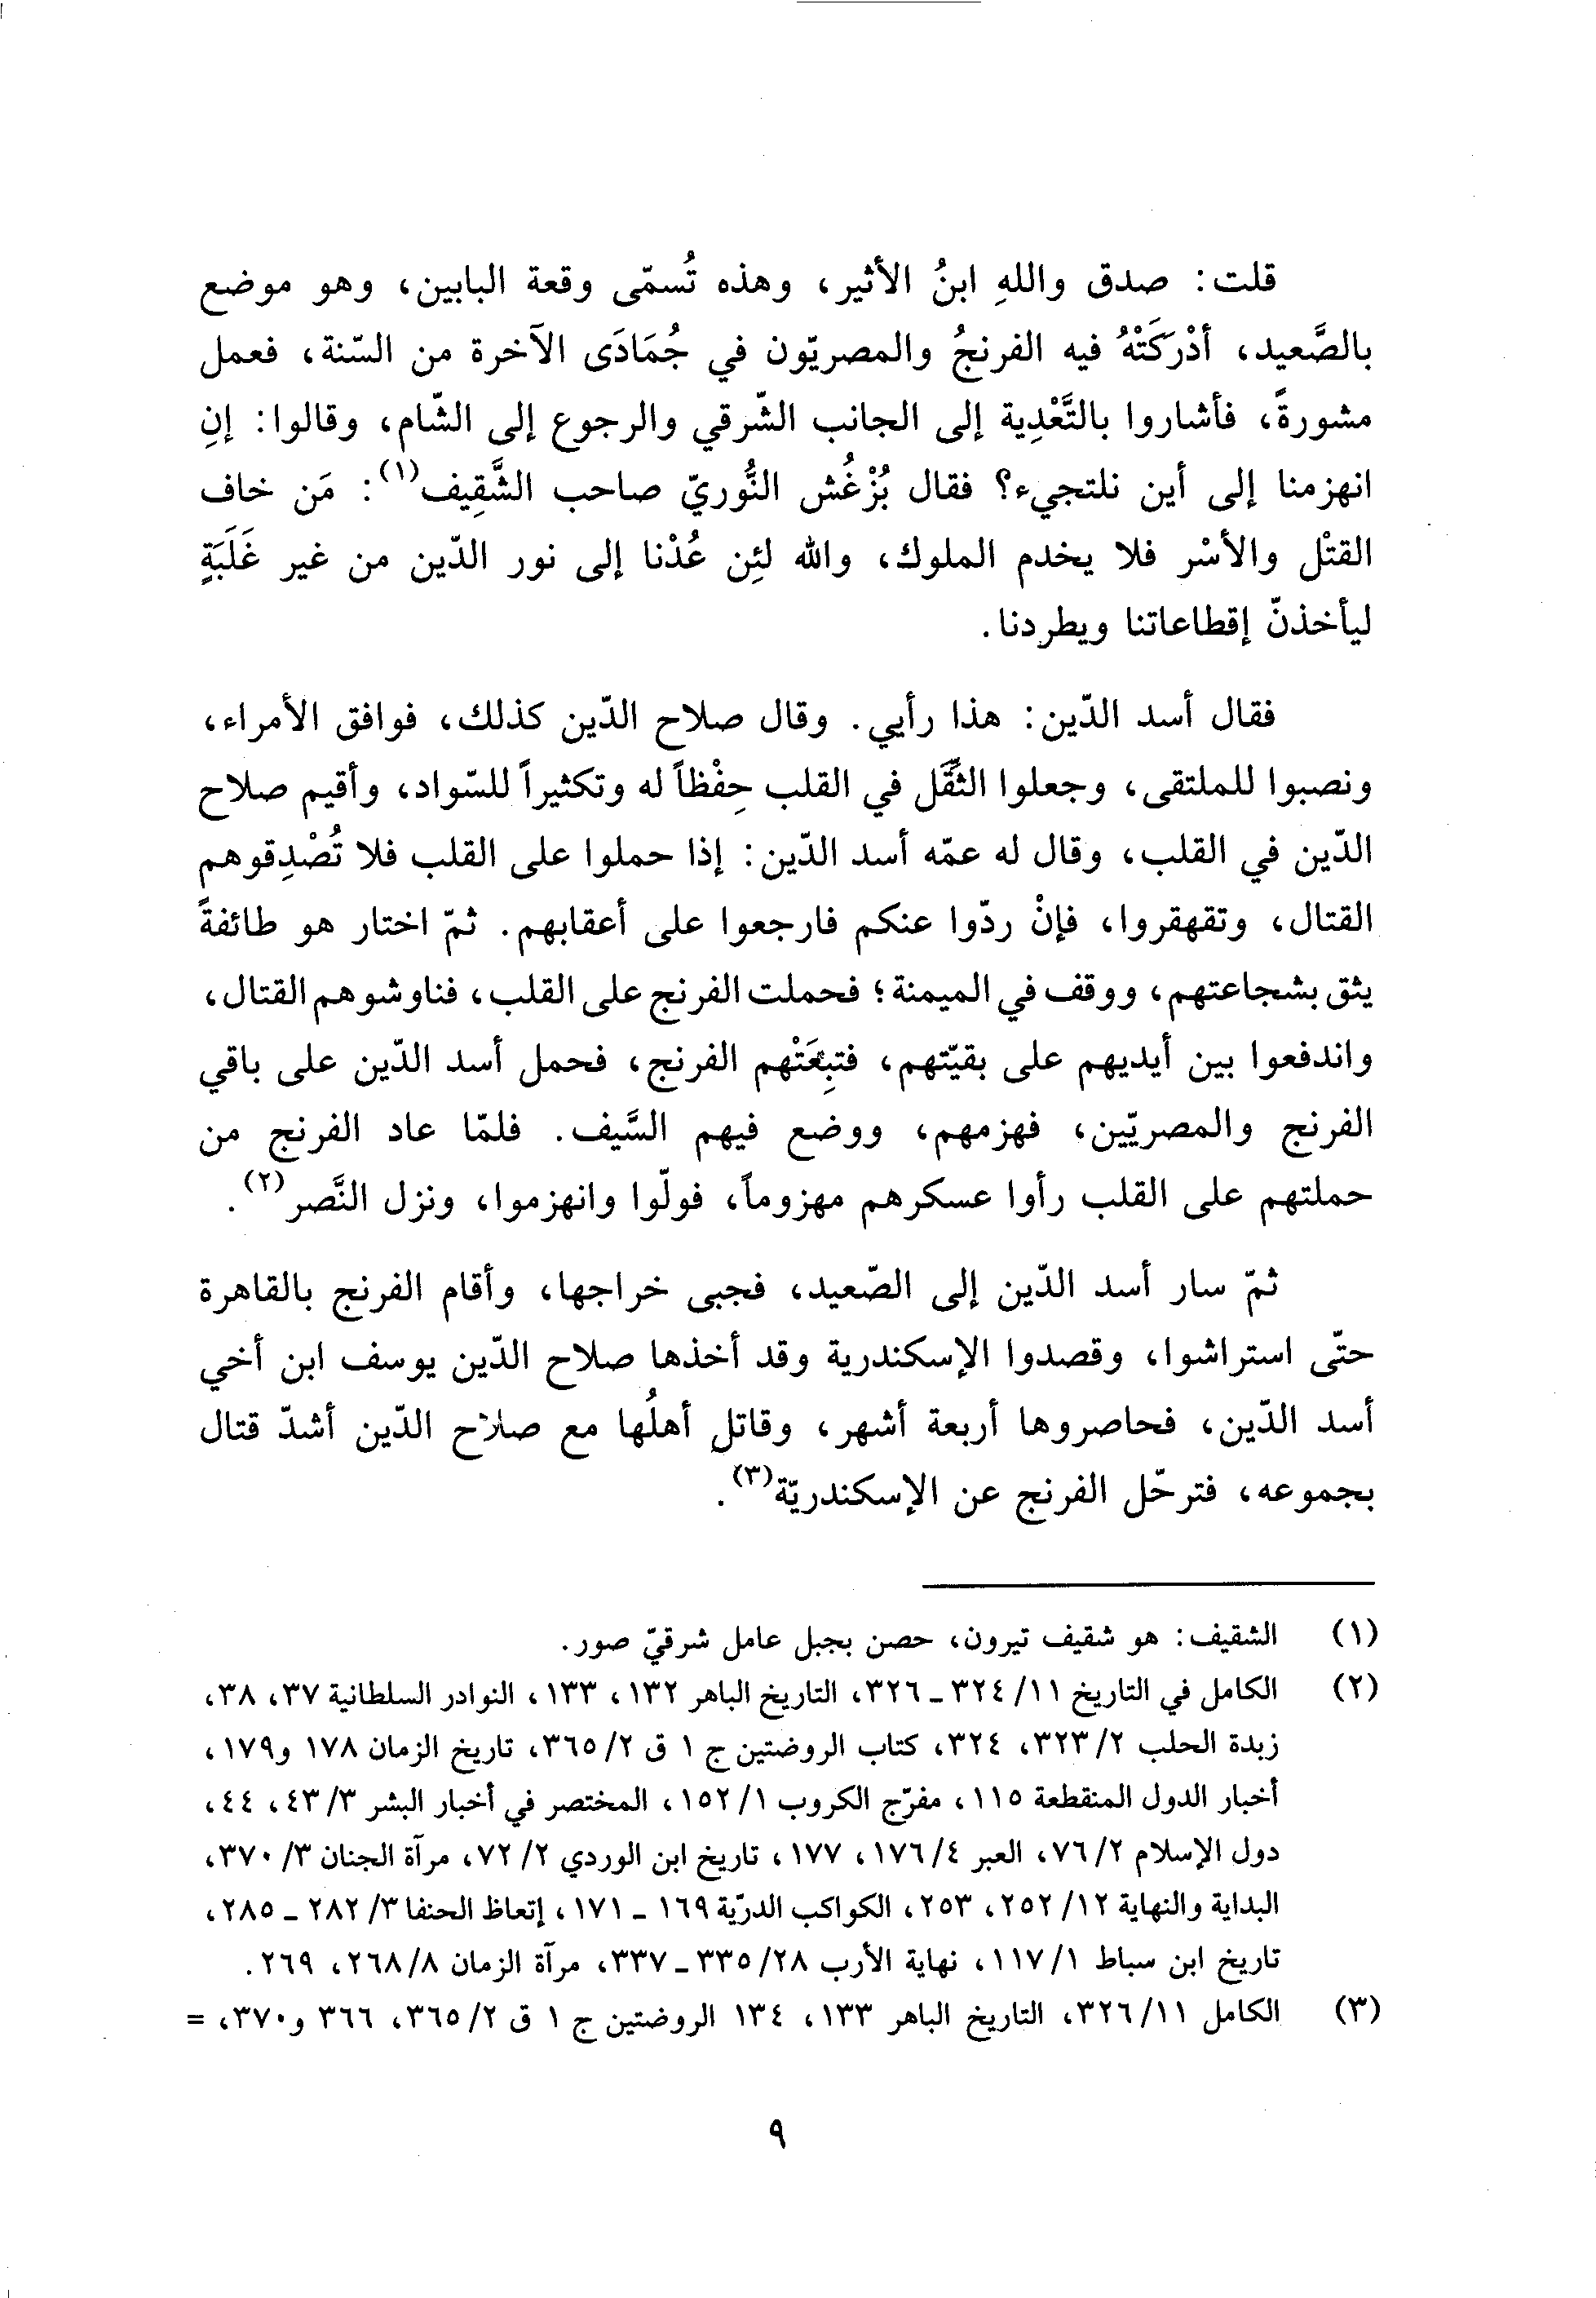 قلت: صدق واللهِ ابنُ الأثير، وهذه تُسمّى وقعة البابين، وهو موضع
بالصَّعيد، أدْرَكَتْهُ فيه الفرنجُ والمصريّون في جُمَادَى الآخرة من السّنة، فعمل
مشورةً، فأشاروا بالتَّعْدِية إلى الجانب الشّرقي والرجوع إلى الشّام، وقالوا: إنِ
انهزمنا إلى أين نلتجيء؟ فقال بُزْغُش النُّوريّ صاحب الشَّقِيف(١): مَن خاف
القتْل والأسْر فلا يخدم الملوك، والله لئِن عُدْنا إلى نور الدّين من غير غَلَبَةٍ
ليأخذنّ إقطاعاتنا ويطردنا.
فقال أسد الدّين: هذا رأيي. وقال صلاح الدّين كذلك، فوافق الأمراء،
ونصبوا للملتقى، وجعلوا الثَّقَل في القلب حِفْظاً له وتكثيراً للسّواد، وأقيم صلاح
الدّين في القلب، وقال له عمّه أسد الدّين: إذا حملوا على القلب فلا تُصْدِقوهم
القتال، وتقهقروا، فإنْ ردّوا عنكم فارجعوا على أعقابهم. ثمّ اختار هو طائفةً
يثق بشجاعتهم، ووقف في الميمنة؛ فحملت الفرنج على القلب، فناوشوهم القتال،
واندفعوا بين أيديهم على بقيّتهم، فتبِعَتْهم الفرنج، فحمل أسد الدّين على باقي
الفرنج والمصريّين، فهزمهم، ووضع فيهم السَّيف. فلمّا عاد الفرنج من
حملتهم على القلب رأوا عسكرهم مهزوماً، فولّوا وانهزموا، ونزل النَّصر(٢).
ثمّ سار أسد الدّين إلى الصّعيد، فجبى خراجها، وأقام الفرنج بالقاهرة
حتّى استراشوا، وقصدوا الإسكندرية وقد أخذها صلاح الدّين يوسف ابن أخي
أسد الدّين، فحاصروها أربعة أشهر، وقاتل أهلُها مع صلاح الدّين أشدّ قتال
بجموعه، فترحّل الفرنج عن الإسكندريّة(٣).
(١) الشقيف: هو شقيف تيرون، حصن بجبل عامل شرقيّ صور.
(٢) الكامل في التاريخ ١١/ ٣٢٤ ـ ٣٢٦، التاريخ الباهر ١٣٢، ١٣٣، النوادر السلطانية ٣٧، ٣٨،
زبدة الحلب ٢/ ٣٢٣، ٣٢٤، كتاب الروضتين ج ١ ق ٢/ ٣٦٥، تاريخ الزمان ١٧٨ و١٧٩،
أخبار الدول المنقطعة ١١٥، مفرّج الكروب ١/ ١٥٢، المختصر في أخبار البشر ٣/ ٤٣، ٤٤،
دول الإسلام ٢/ ٧٦، العبر ٤/ ١٧٦، ١٧٧، تاريخ ابن الوردي ٢/ ٧٢، مرآة الجنان ٣/ ٣٧٠،
البداية والنهاية ١٢/ ٢٥٢، ٢٥٣، الكواكب الدرّية ١٦٩ ـ ١٧١، إتعاظ الحنفا ٣/ ٢٨٢ ـ ٢٨٥،
تاريخ ابن سباط ١/ ١١٧، نهاية الأرب ٢٨/ ٣٣٥ ـ ٣٣٧، مرآة الزمان ٨/ ٢٦٨، ٢٦٩.
(٣) الكامل ١١/ ٣٢٦، التاريخ الباهر ١٣٣، ١٣٤ الروضتين ج ١ ق ٢/ ٣٦٥، ٣٦٦ و٣٧٠، =
٩